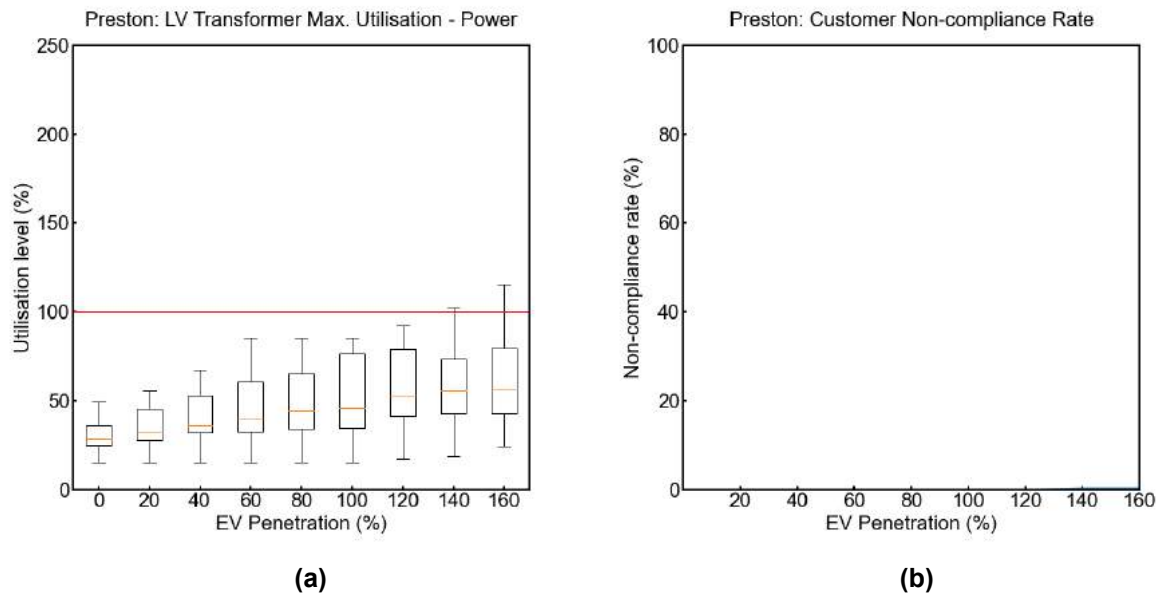 Preston: LV Transformer Max. Utilisation - Power
250
200
150
100
50
0
Utilisation level (%)
0 20 40 60 80 100 120 140 160
EV Penetration (%)
(a)
Preston: Customer Non-compliance Rate
100
80
60
40
20
0
Non-compliance rate (%)
20 40 60 80 100 120 140 160
EV Penetration (%)
(b)